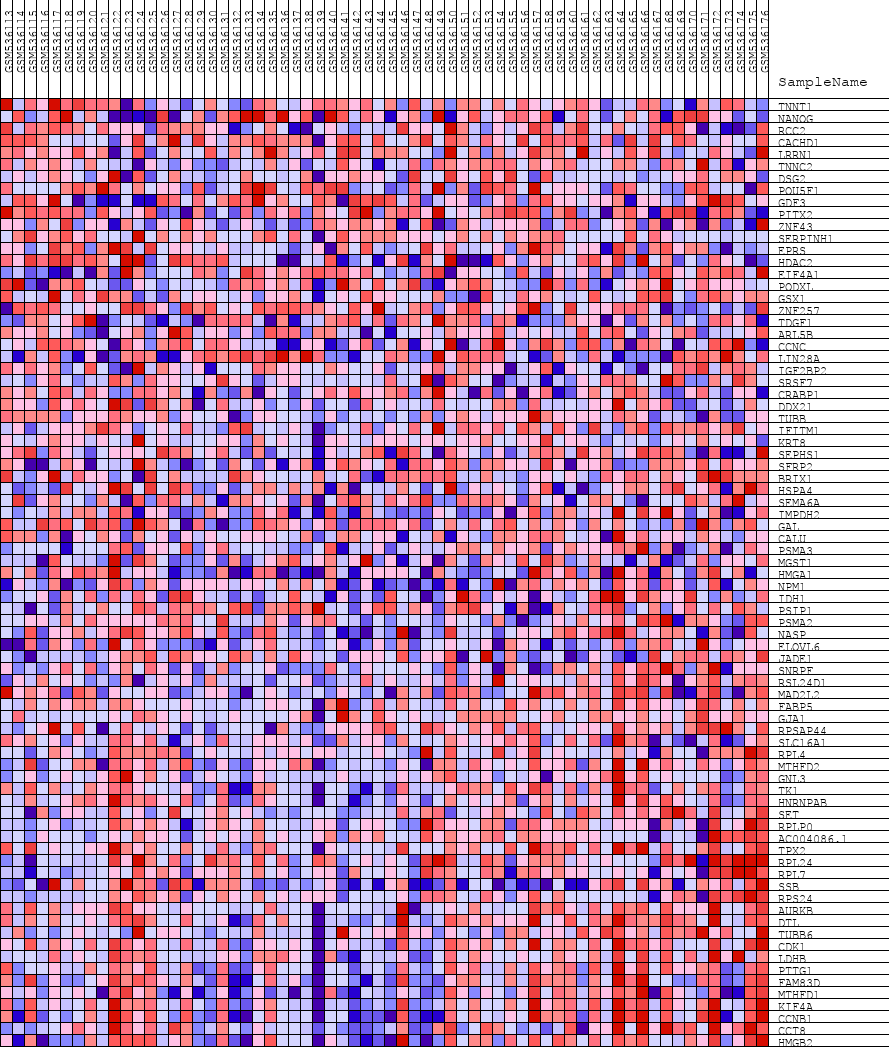 GSM536113 GSM536114 GSM536115 GSM536116 GSM536117 GSM536118 GSM536119 GSM536120 GSM536121 GSM536122 GSM536123 GSM536124 GSM536125 GSM536126 GSM536127 GSM536128 GSM536129 GSM536130 GSM536131 GSM536132 GSM536133 GSM536134 GSM536135 GSM536136 GSM536137 GSM536138 GSM536139 GSM536140 GSM536141 GSM536142 GSM536143 GSM536144 GSM536145 GSM536146 GSM536147 GSM536148 GSM536149 GSM536150 GSM536151 GSM536152 GSM536153 GSM536154 GSM536155 GSM536156 GSM536157 GSM536158 GSM536159 GSM536160 GSM536161 GSM536162 GSM536163 GSM536164 GSM536165 GSM536166 GSM536167 GSM536168 GSM536169 GSM536170 GSM536171 GSM536172 GSM536173 GSM536174 GSM536175 GSM536176
SampleName
TNNT1
NANOG
RCC2
CACHD1
LRRN1
TNNC2
DSG2
POU5F1
GDF3
PITX2
ZNF43
SERPINH1
EPRS
HDAC2
EIF4A1
PODXL
GSX1
ZNF257
TDGF1
ARL5B
CCNC
LIN28A
IGF2BP2
SRSF7
CRABP1
DDX21
TUBB
IFITM1
KRT8
SEPHS1
SFRP2
BRIX1
HSPA4
SEMA6A
IMPDH2
GAL
CALU
PSMA3
MGST1
HMGA1
NPM1
IDH1
PSIP1
PSMA2
NASP
ELOVL6
JADE1
SNRPF
RSL24D1
MAD2L2
FABP5
GJA1
RPSAP44
SLC16A1
RPL4
MTHFD2
GNL3
TK1
HNRNPAB
SET
RPLP0
AC004086.1
TPX2
RPL24
RPL7
SSB
RPS24
AURKB
DTL
TUBB6
CDK1
LDHB
PTTG1
FAM83D
MTHFD1
KIF4A
CCNB1
CCT8
HMGB2